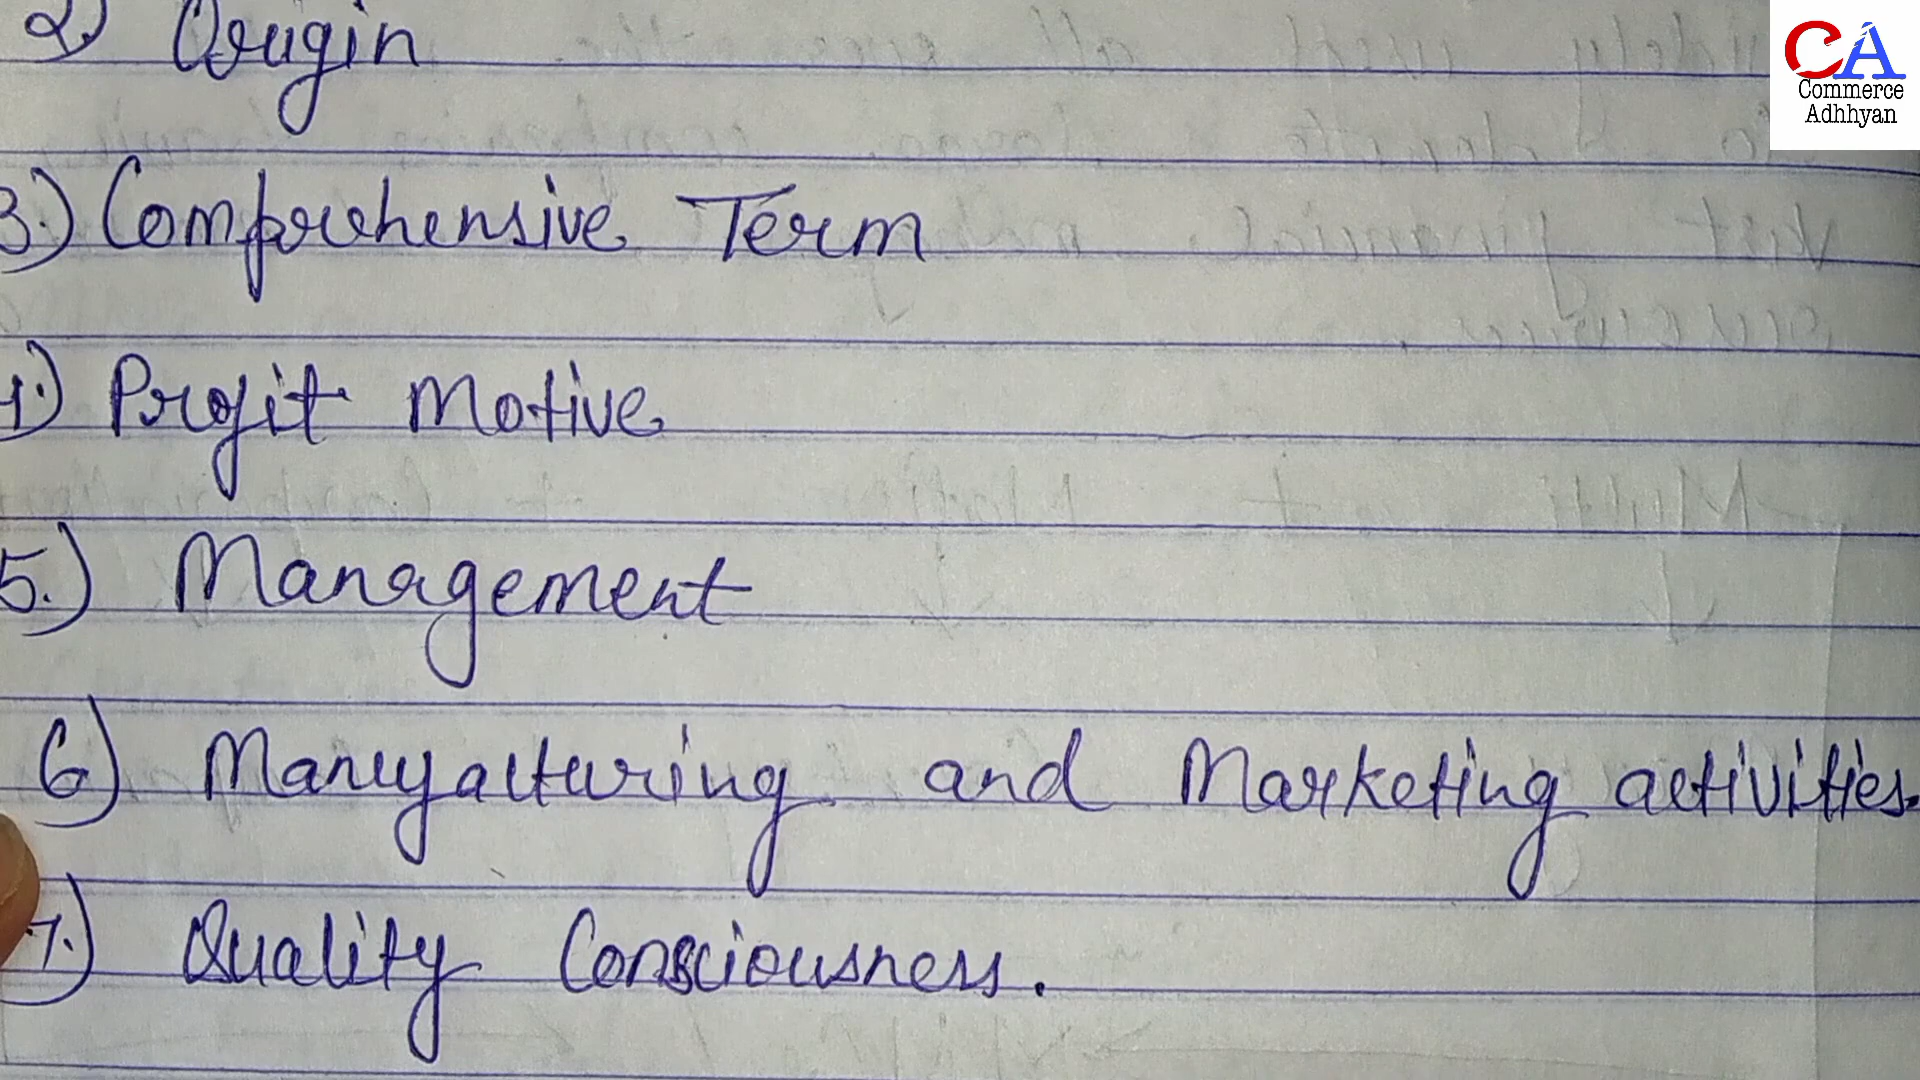 2.) Origin
3.) Comprehensive Term
4.) Profit Motive
5.) Management
6) Manufacturing and Marketing activities.
7.) Quality Consciousness.
CA
Commerce
Adhhyan